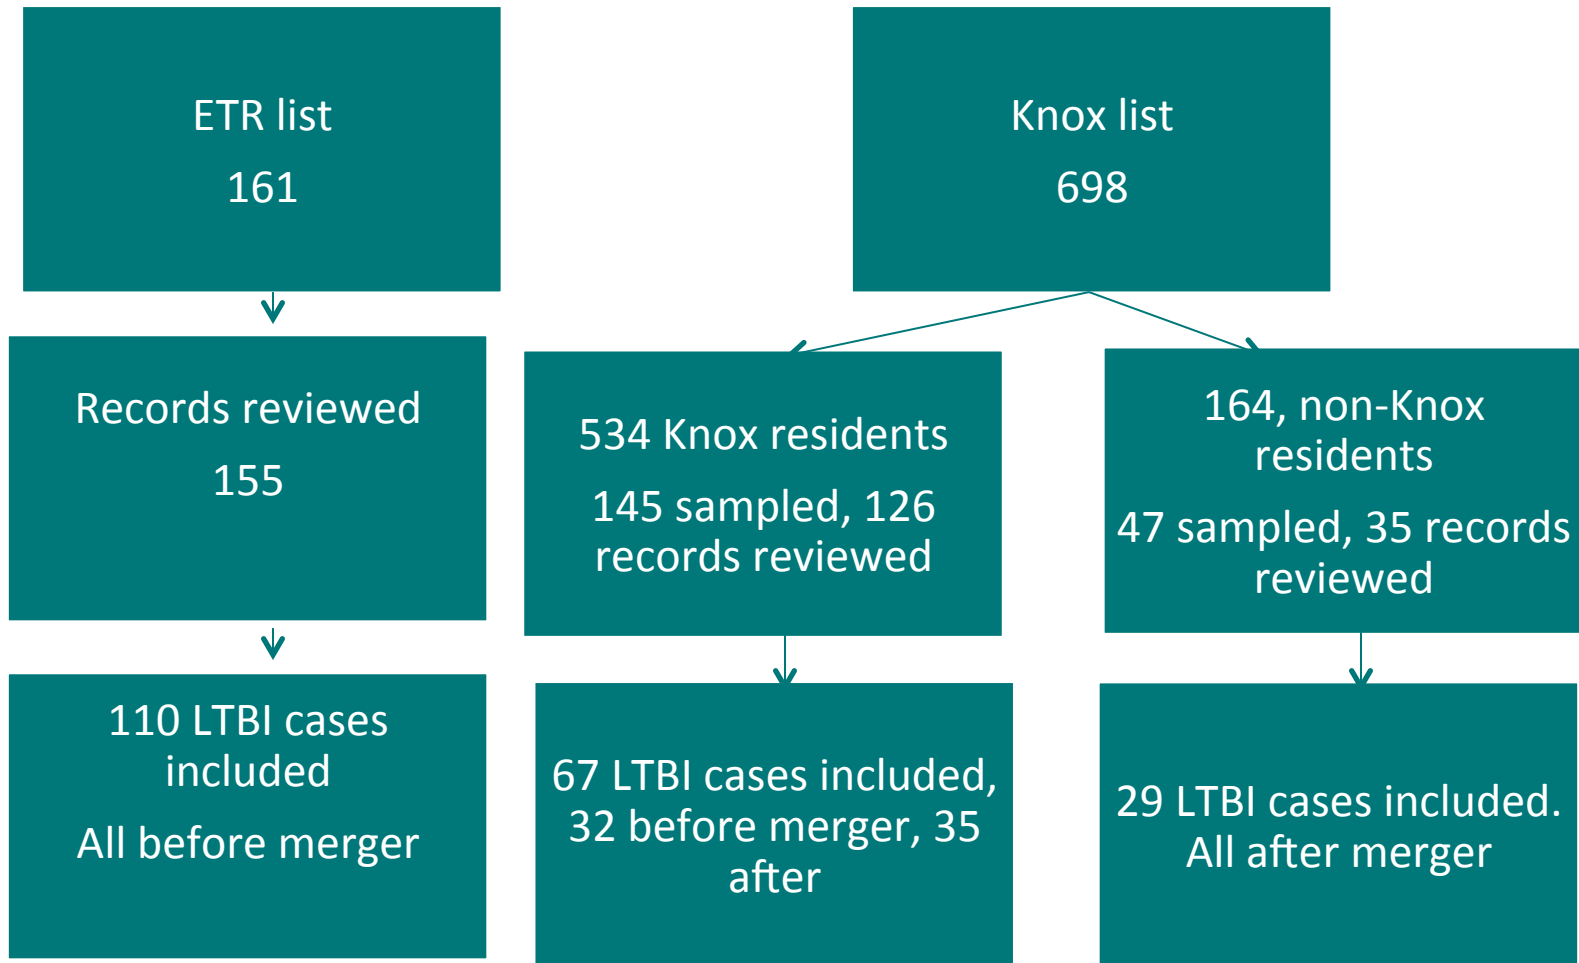 ETR list
161
Knox list
698
Records reviewed
155
534 Knox residents
145 sampled, 126
records reviewed
164, non-Knox
residents
47 sampled, 35 records
reviewed
110 LTBI cases
included
All before merger
67 LTBI cases included,
32 before merger, 35
after
29 LTBI cases included.
All after merger